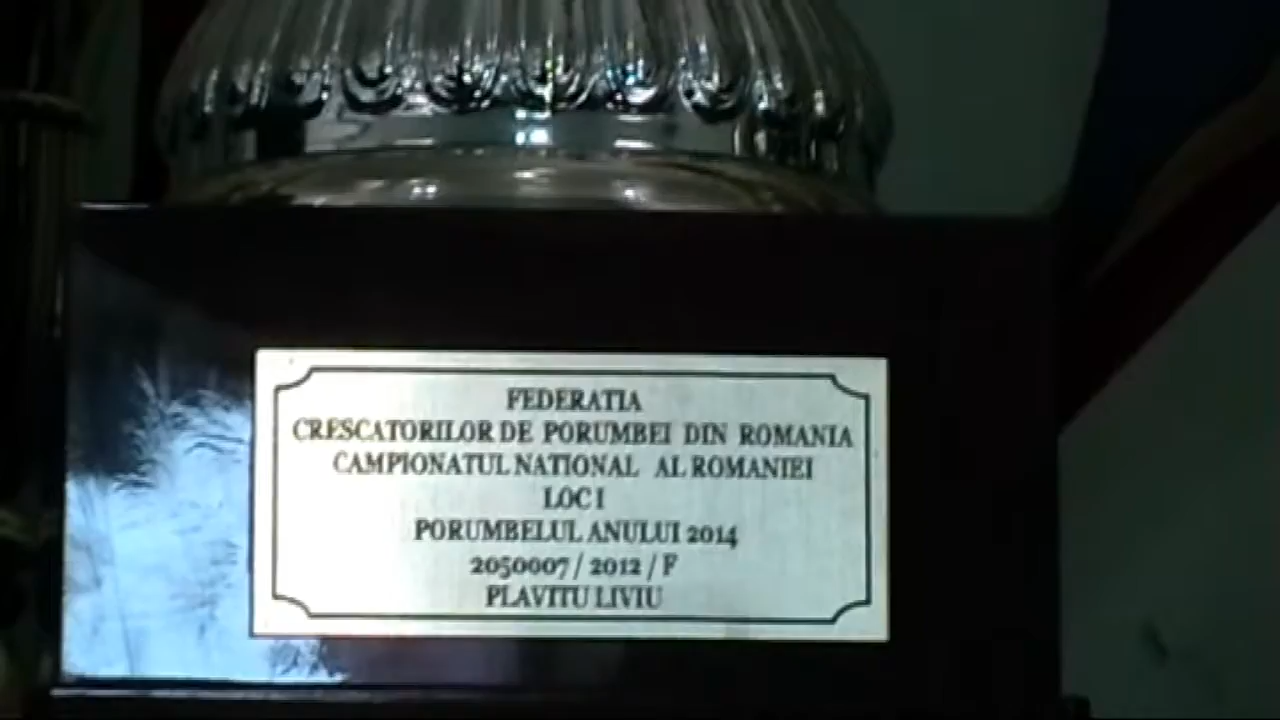 FEDERATIA
CRESCATORILOR DE PORUMBEI DIN ROMANIA
CAMPIONATUL NATIONAL AL ROMANIEI
LOC I
PORUMBELUL ANULUI 2014
2050007 / 2012 / F
PLAVITU LIVIU